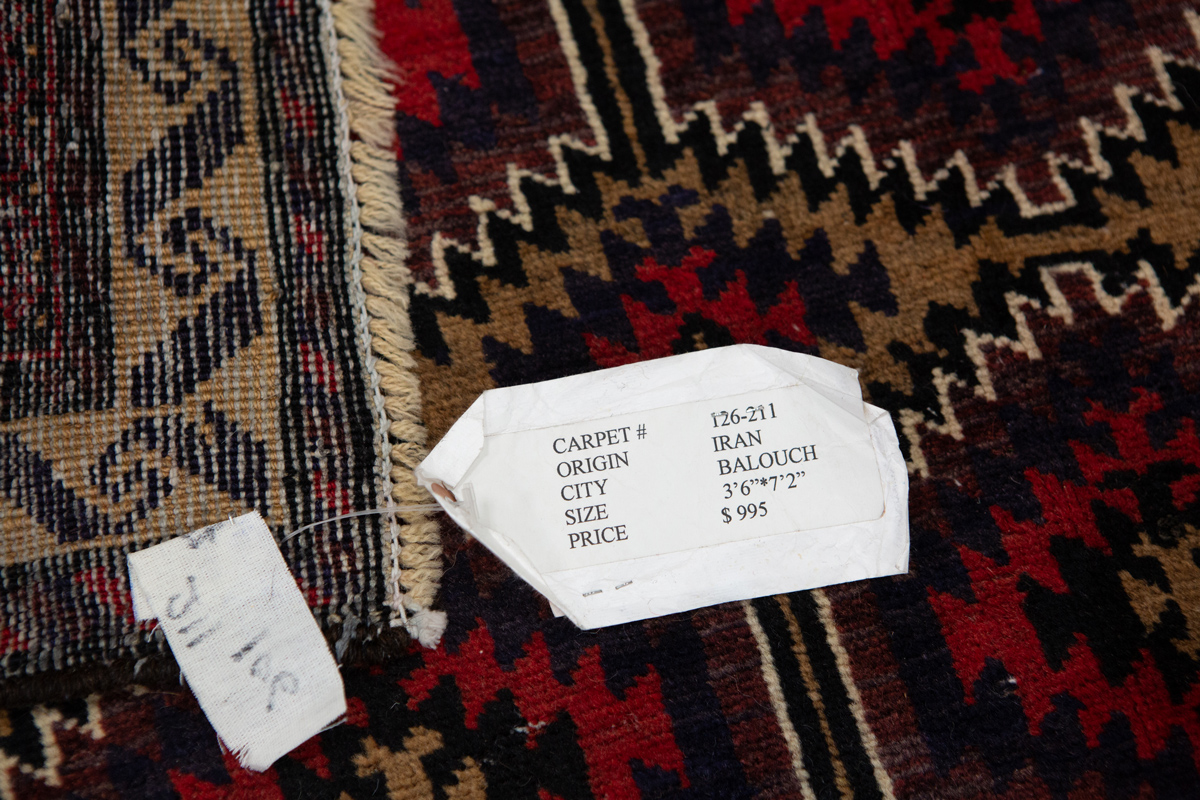 CARPET # 126-211
ORIGIN IRAN
CITY BALOUCH
SIZE 3'6"*7'2"
PRICE $ 995